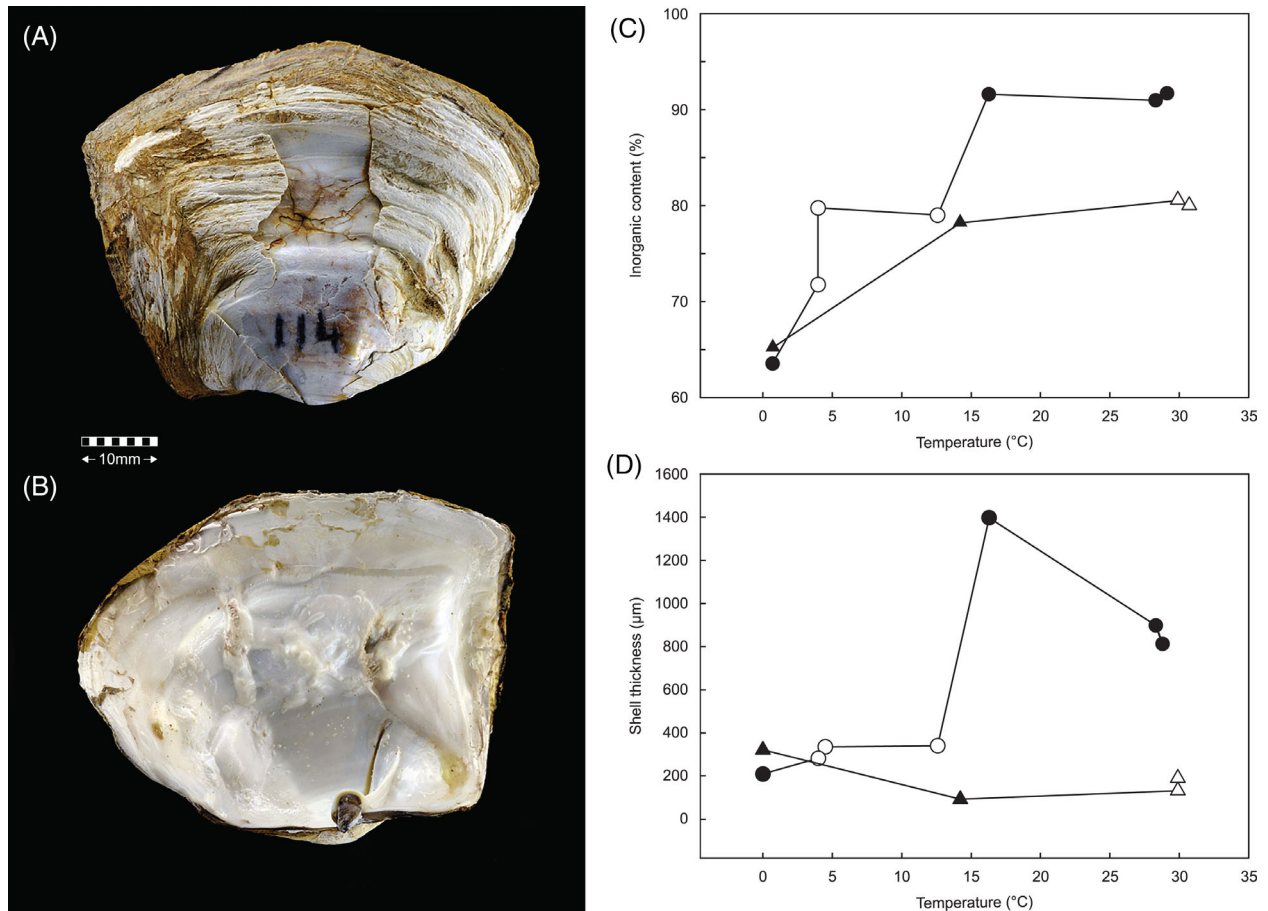 (A)
114
10mm
(B)
(C)
100
90
80
70
60
Inorganic content (%)
0 5 10 15 20 25 30 35
Temperature (°C)
(D)
1600
1400
1200
1000
800
600
400
200
0
Shell thickness (µm)
0 5 10 15 20 25 30 35
Temperature (°C)